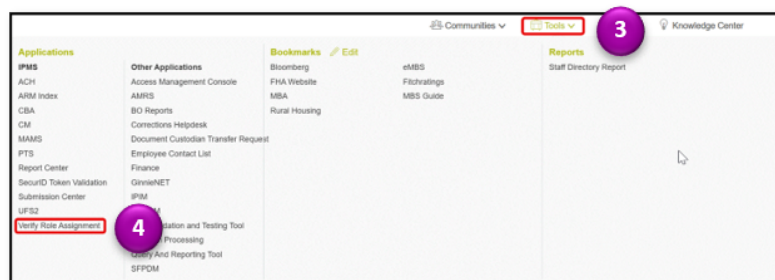 Communities
Tools
3
Knowledge Center
Applications
IPMS
ACH
ARM Index
CBA
CM
MAMS
PTS
Report Center
SecurID Token Validation
Submission Center
UFS2
Verify Role Assignment
4
Other Applications
Access Management Console
AMRS
BO Reports
Corrections Helpdesk
Document Custodian Transfer Request
Employee Contact List
Finance
GinnieNET
IPIM
and Testing Tool
Processing
Query And Reporting Tool
SFPDM
Bookmarks Edit
Bloomberg
FHA Website
MBA
Rural Housing
eMBS
Fitchratings
MBS Guide
Reports
Staff Directory Report